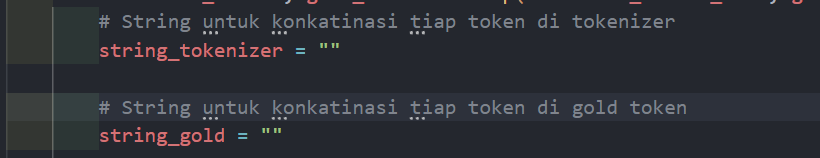 # String untuk konkatinasi tiap token di tokenizer
string_tokenizer = ""
# String untuk konkatinasi tiap token di gold token
string_gold = ""